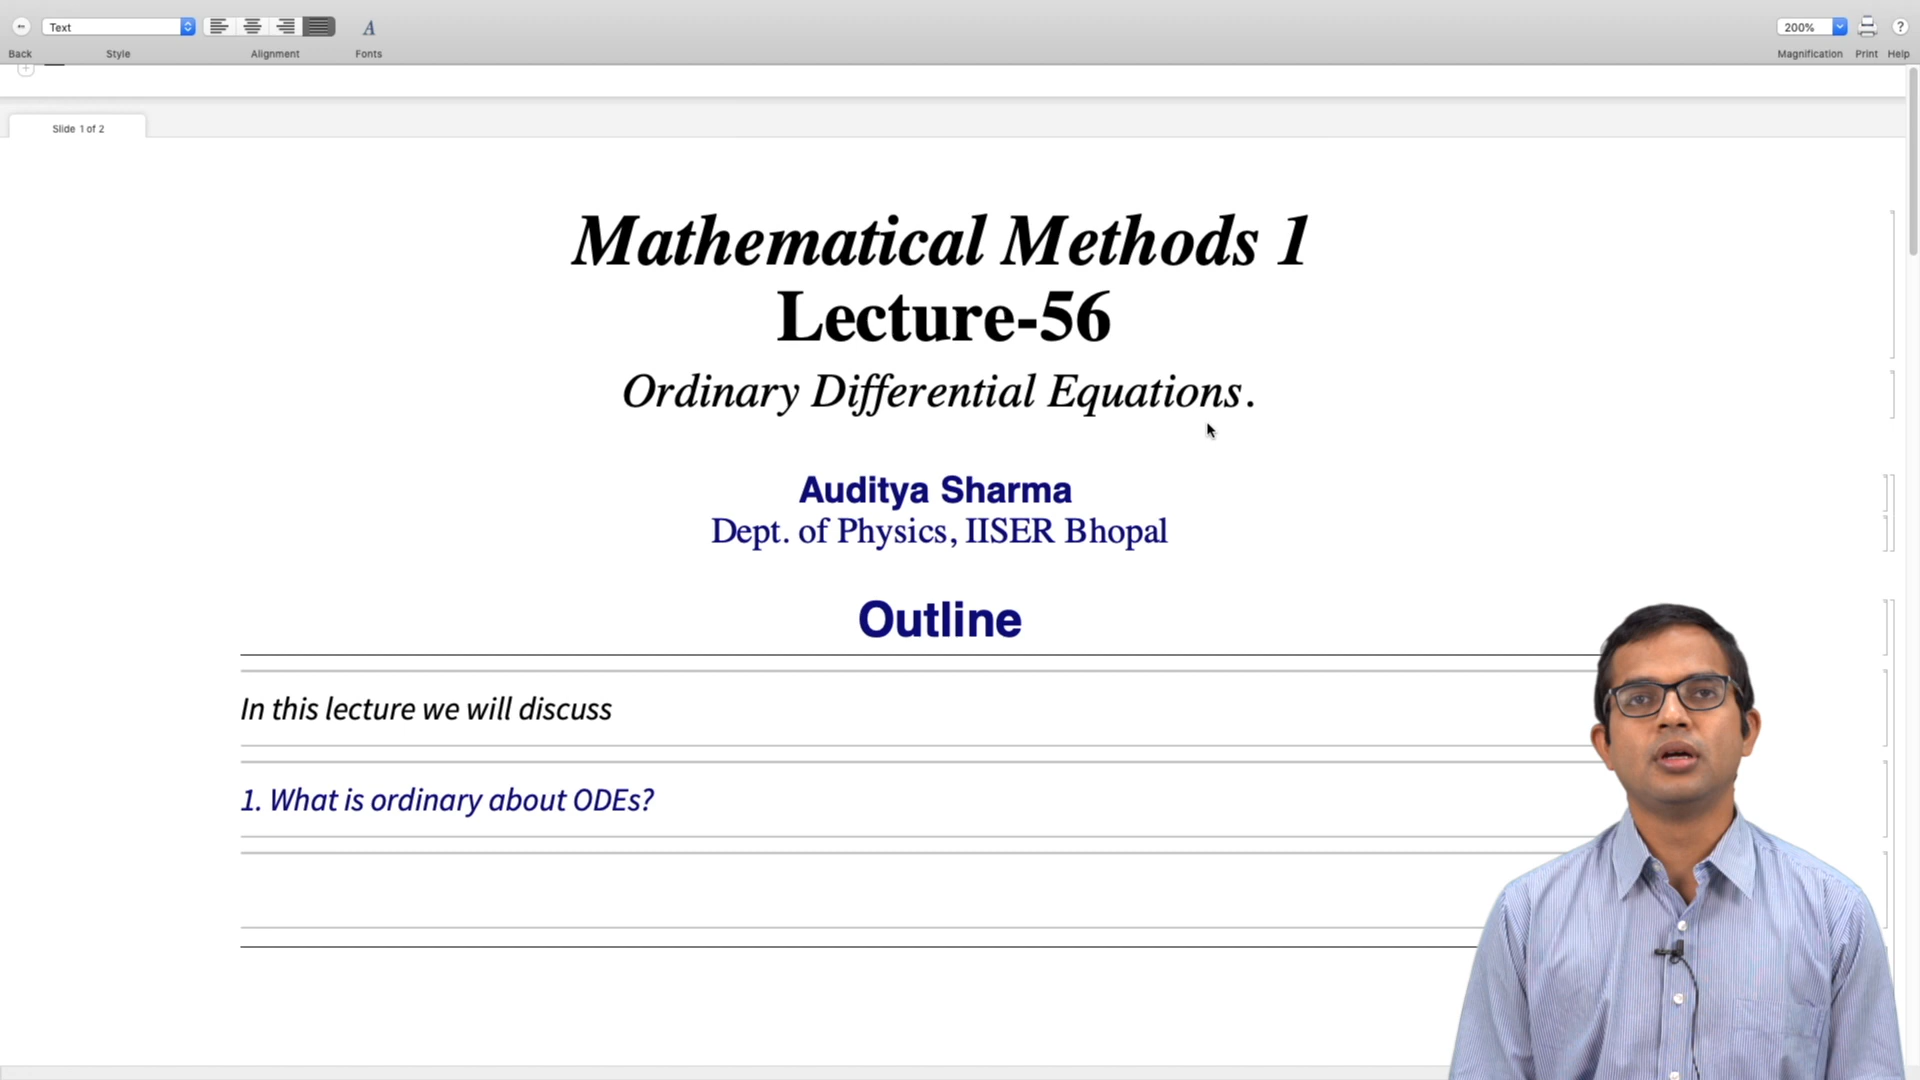 Text
200%
Back
Style
Alignment
Fonts
Magnification
Print
Help
Slide 1 of 2
Mathematical Methods 1
Lecture-56
Ordinary Differential Equations.
Auditya Sharma
Dept. of Physics, IISER Bhopal
Outline
In this lecture we will discuss
1. What is ordinary about ODEs?